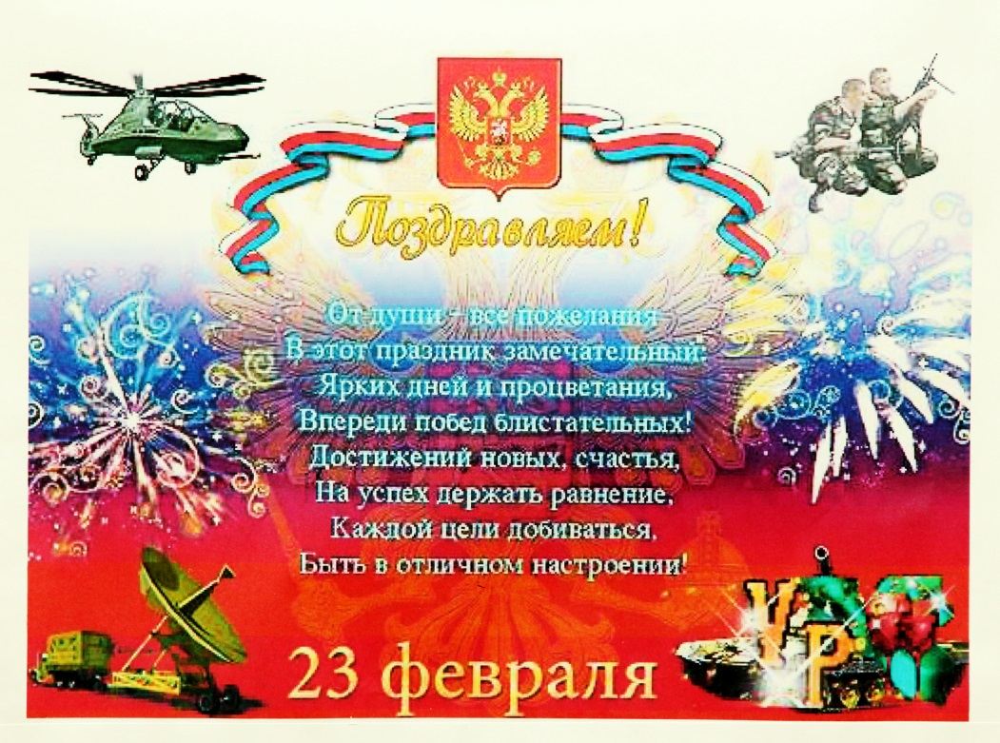 Поздравляем!
От души - все пожелания
В этот праздник замечательный:
Ярких дней и процветания,
Впереди побед блистательных!
Достижений новых, счастья,
На успех держать равнение,
Каждой цели добиваться,
Быть в отличном настроении!
23 февраля